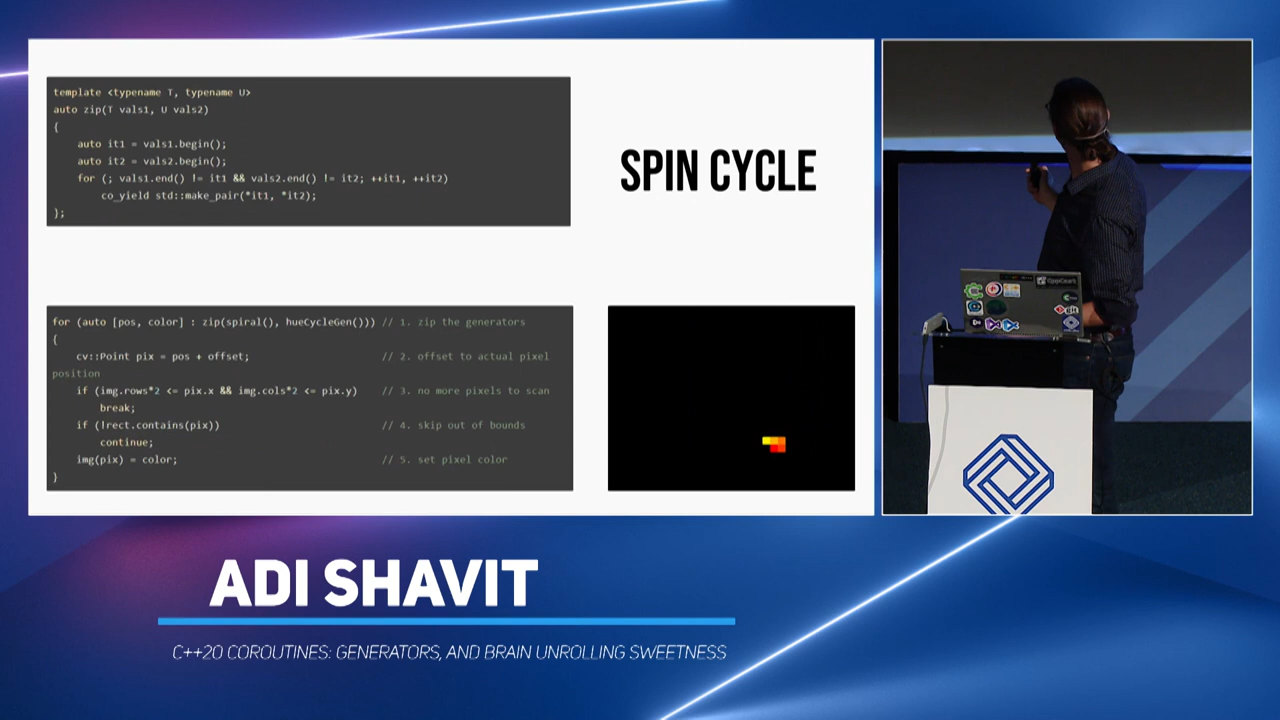 template <typename T, typename U>
auto zip(T vals1, U vals2)
{
    auto it1 = vals1.begin();
    auto it2 = vals2.begin();
    for (; vals1.end() != it1 && vals2.end() != it2; ++it1, ++it2)
        co_yield std::make_pair(*it1, *it2);
};
SPIN CYCLE
for (auto [pos, color] : zip(spiral(), hueCycleGen())) // 1. zip the generators
{
    cv::Point pix = pos + offset; // 2. offset to actual pixel
position
    if (img.rows*2 <= pix.x && img.cols*2 <= pix.y) // 3. no more pixels to scan
        break;
    if (!rect.contains(pix)) // 4. skip out of bounds
        continue;
    img(pix) = color; // 5. set pixel color
}
ADI SHAVIT
C++20 COROUTINES: GENERATORS, AND BRAIN UNROLLING SWEETNESS